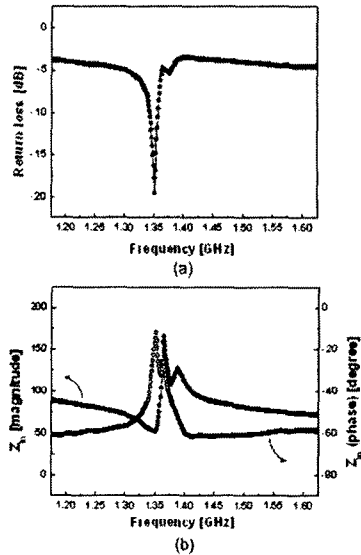 0
-5
-10
-15
-20
Return loss [dB]
1.20 1.25 1.30 1.35 1.40 1.45 1.50 1.55 1.60
Frequency [GHz]
(a)
200
150
100
50
0
Z_in [magnitude]
0
-20
-40
-60
-80
Z_in (phase) [degree]
1.20 1.25 1.30 1.35 1.40 1.45 1.50 1.55 1.60
Frequency [GHz]
(b)